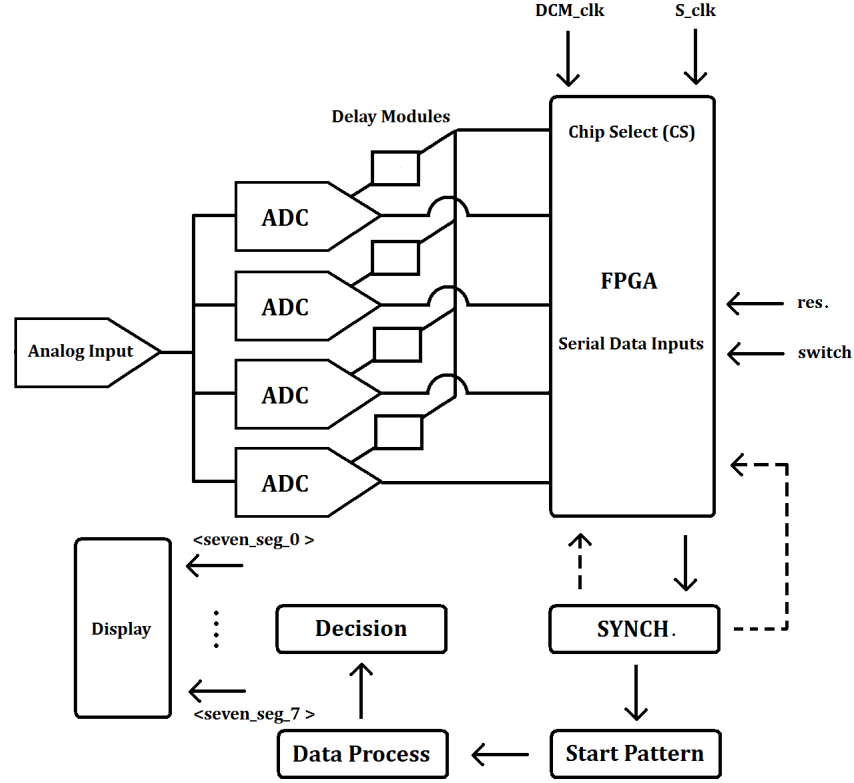 DCM_clk
S_clk
Delay Modules
Chip Select (CS)
ADC
ADC
FPGA
res.
Analog Input
Serial Data Inputs
switch
ADC
ADC
<seven_seg_0 >
Display
Decision
SYNCH.
<seven_seg_7 >
Data Process
Start Pattern